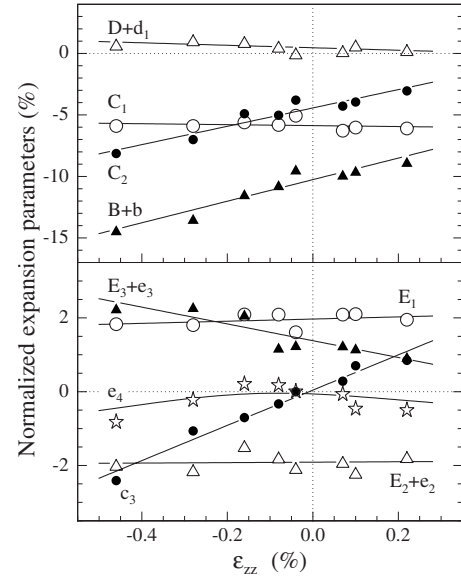 Normalized expansion parameters (%)
D+d₁
0
C₁
-5
C₂
-10
B+b
-15
E₃+e₃
E₁
2
e₄
0
-2
c₃
E₂+e₂
-0.4
-0.2
0.0
0.2
ε_zz (%)